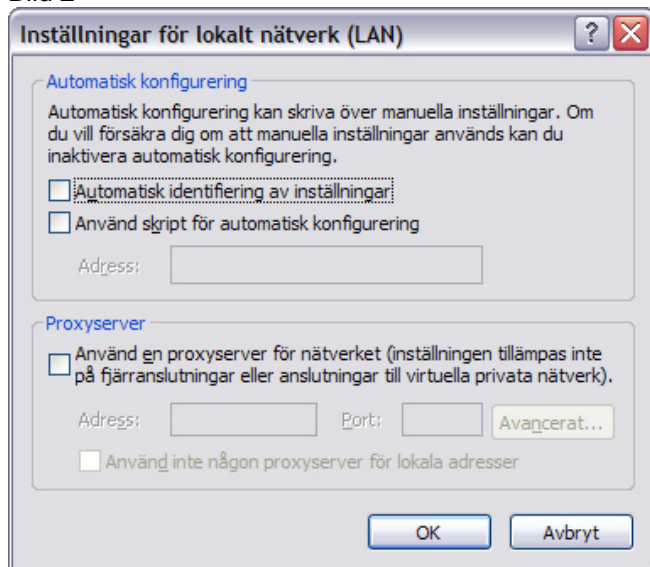 Inställningar för lokalt nätverk (LAN)
Automatisk konfigurering
Automatisk konfigurering kan skriva över manuella inställningar. Om
du vill försäkra dig om att manuella inställningar används kan du
inaktivera automatisk konfigurering.
Automatisk identifiering av inställningar
Använd skript för automatisk konfigurering
Adress:
Proxyserver
Använd en proxyserver för nätverket (inställningen tillämpas inte
på fjärranslutningar eller anslutningar till virtuella privata nätverk).
Adress: Port: Avancerat...
Använd inte någon proxyserver för lokala adresser
OK Avbryt